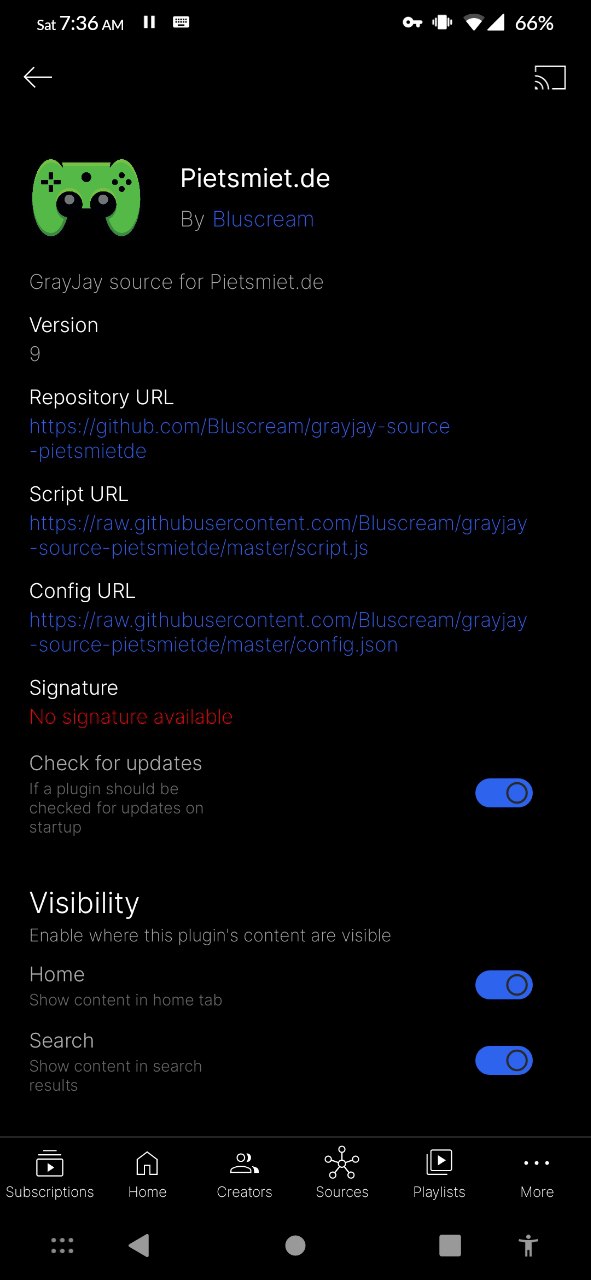 Sat 7:36 AM 66%
Pietsmiet.de
By Bluscream
GrayJay source for Pietsmiet.de
Version
9
Repository URL
https://github.com/Bluscream/grayjay-source
-pietsmietde
Script URL
https://raw.githubusercontent.com/Bluscream/grayjay
-source-pietsmietde/master/script.js
Config URL
https://raw.githubusercontent.com/Bluscream/grayjay
-source-pietsmietde/master/config.json
Signature
No signature available
Check for updates
If a plugin should be
checked for updates on
startup
Visibility
Enable where this plugin's content are visible
Home
Show content in home tab
Search
Show content in search
results
Subscriptions Home Creators Sources Playlists More